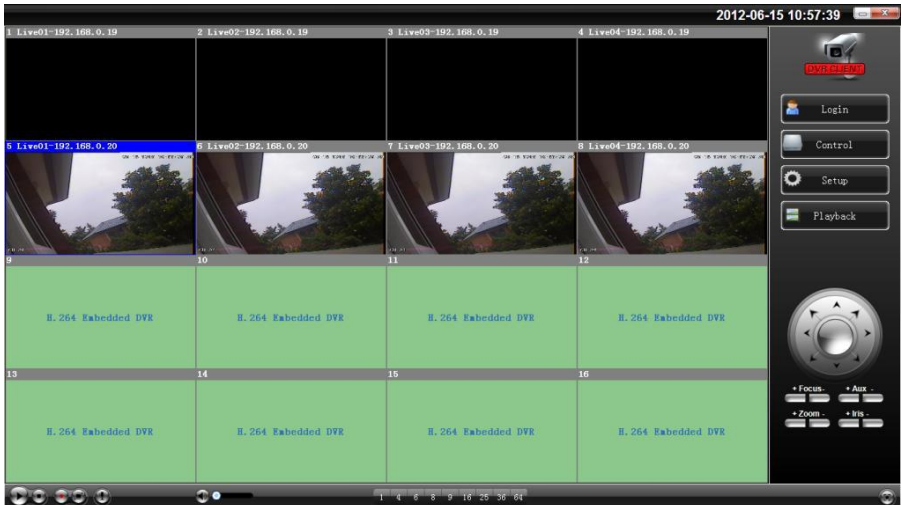 2012-06-15 10:57:39
1 Live01-192.168.0.19
2 Live02-192.168.0.19
3 Live03-192.168.0.19
4 Live04-192.168.0.19
DVR CLIENT
Login
Control
Setup
Playback
5 Live01-192.168.0.20
6 Live02-192.168.0.20
7 Live03-192.168.0.20
8 Live04-192.168.0.20
9
10
11
12
H.264 Embedded DVR
H.264 Embedded DVR
H.264 Embedded DVR
H.264 Embedded DVR
13
14
15
16
H.264 Embedded DVR
H.264 Embedded DVR
H.264 Embedded DVR
H.264 Embedded DVR
+ Focus-
+ Aux -
+ Zoom -
+ Iris -
1 4 6 8 9 16 25 36 64